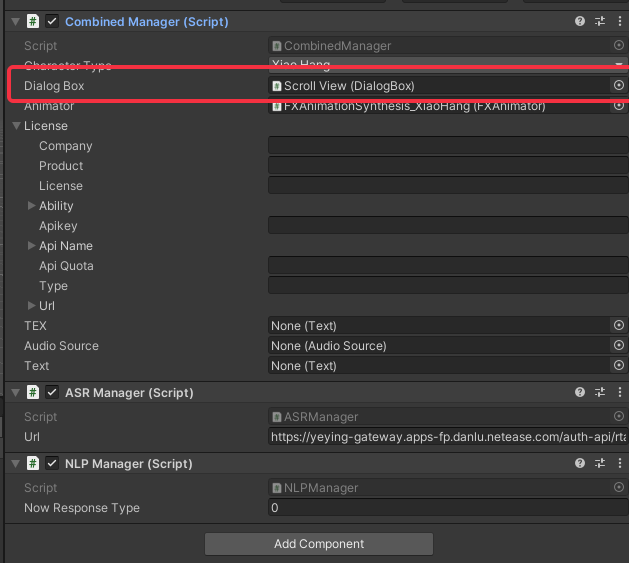 Combined Manager (Script)
Script
CombinedManager
Character Type
Xiao Hang
Dialog Box
Scroll View (DialogBox)
Animator
FXAnimationSynthesis_XiaoHang (FXAnimator)
License
Company
Product
License
Ability
Apikey
Api Name
Api Quota
Type
Url
TEX
None (Text)
Audio Source
None (Audio Source)
Text
None (Text)
ASR Manager (Script)
Script
ASRManager
Url
https://yeying-gateway.apps-fp.danlu.netease.com/auth-api/rta
NLP Manager (Script)
Script
NLPManager
Now Response Type
0
Add Component